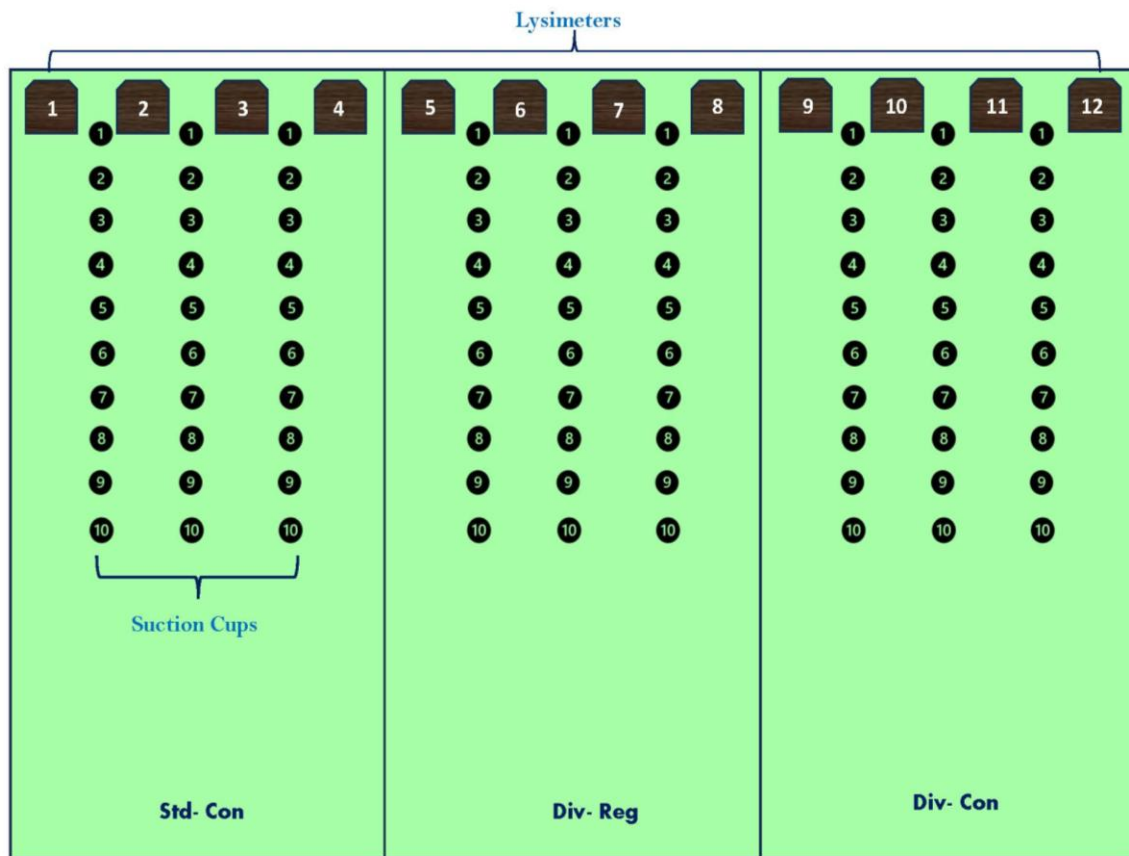 Lysimeters
1 2 3 4 5 6 7 8 9 10 11 12
1 1 1 1 1 1 1 1 1
2 2 2 2 2 2 2 2 2
3 3 3 3 3 3 3 3 3
4 4 4 4 4 4 4 4 4
5 5 5 5 5 5 5 5 5
6 6 6 6 6 6 6 6 6
7 7 7 7 7 7 7 7 7
8 8 8 8 8 8 8 8 8
9 9 9 9 9 9 9 9 9
10 10 10 10 10 10 10 10 10
Suction Cups
Std- Con Div- Reg Div- Con